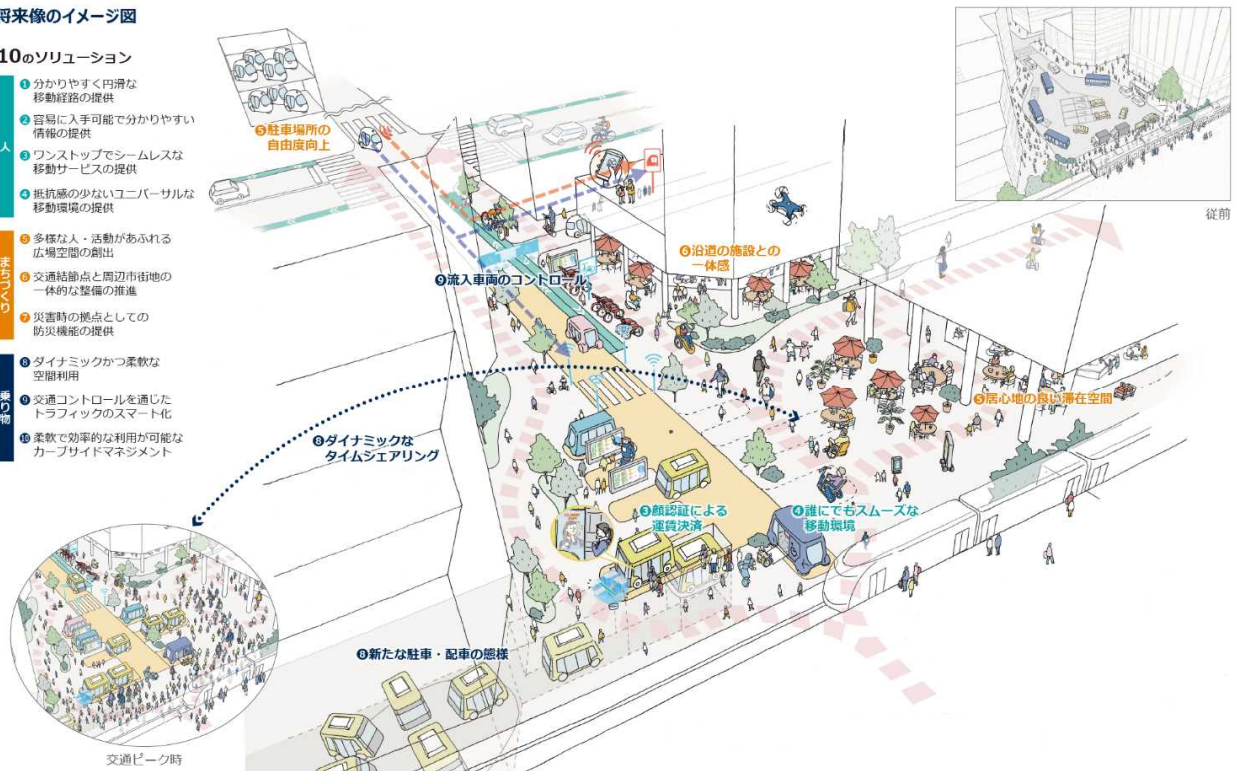 将来像のイメージ図
10のソリューション
人
❶ 分かりやすく円滑な
移動経路の提供
❷ 容易に入手可能で分かりやすい
情報の提供
❸ ワンストップでシームレスな
移動サービスの提供
❹ 抵抗感の少ないユニバーサルな
移動環境の提供
まちづくり
❺ 多様な人・活動があふれる
広場空間の創出
❻ 交通結節点と周辺市街地の
一体的な整備の推進
❼ 災害時の拠点としての
防災機能の提供
乗り物
❽ ダイナミックかつ柔軟な
空間利用
❾ 交通コントロールを通じた
トラフィックのスマート化
❿ 柔軟で効率的な利用が可能な
カーブサイドマネジメント
❺駐車場所の
自由度向上
従前
❻沿道の施設との
一体感
❾流入車両のコントロール
❺居心地の良い滞在空間
❽ダイナミックな
タイムシェアリング
❸顔認証による
運賃決済
❹誰にでもスムーズな
移動環境
❽新たな駐車・配車の態様
交通ピーク時